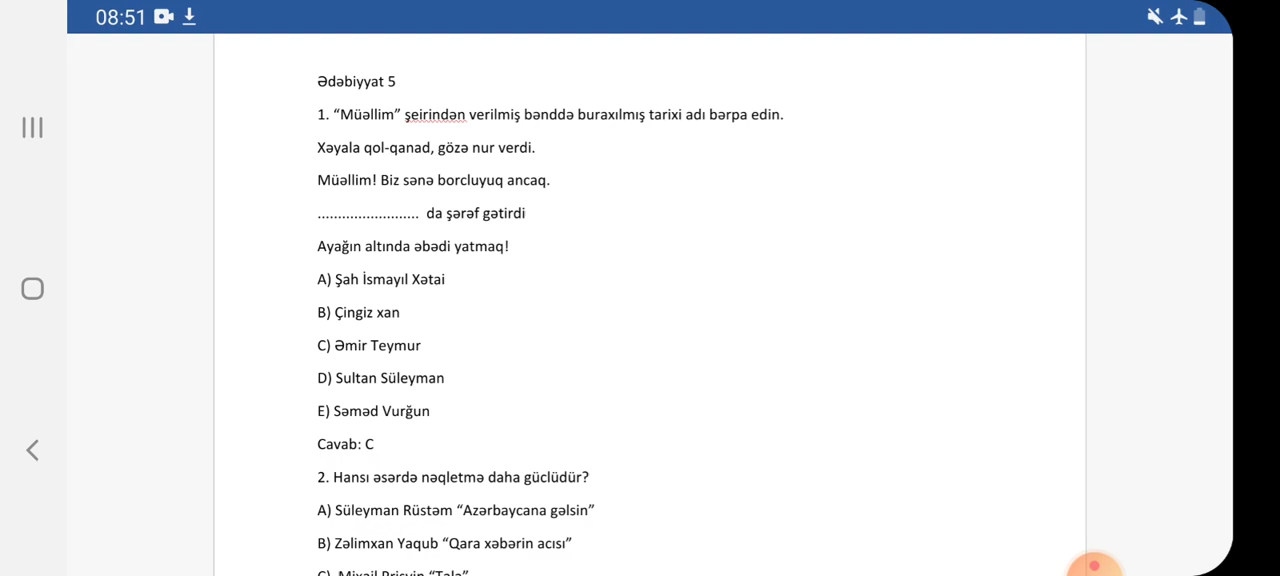 08:51
Ədəbiyyat 5
1. “Müəllim” şeirindən verilmiş bənddə buraxılmış tarixi adı bərpa edin.
Xəyala qol-qanad, gözə nur verdi.
Müəllim! Biz sənə borcluyuq ancaq.
......................... da şərəf gətirdi
Ayağın altında əbədi yatmaq!
A) Şah İsmayıl Xətai
B) Çingiz xan
C) Əmir Teymur
D) Sultan Süleyman
E) Səməd Vurğun
Cavab: C
2. Hansı əsərdə nəqletmə daha güclüdür?
A) Süleyman Rüstəm “Azərbaycana gəlsin”
B) Zəlimxan Yaqub “Qara xəbərin acısı”
C) Mixail Prişvin “Tələ”